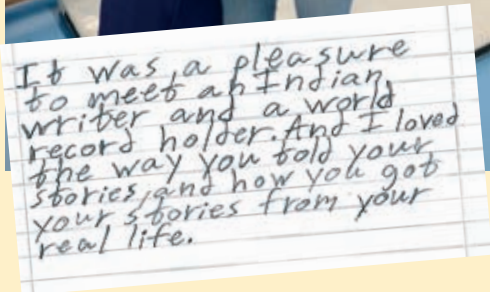 It was a pleasure
to meet an Indian
writer and a world
record holder. And I loved
the way you told your
stories, and how you got
your stories from your
real life.